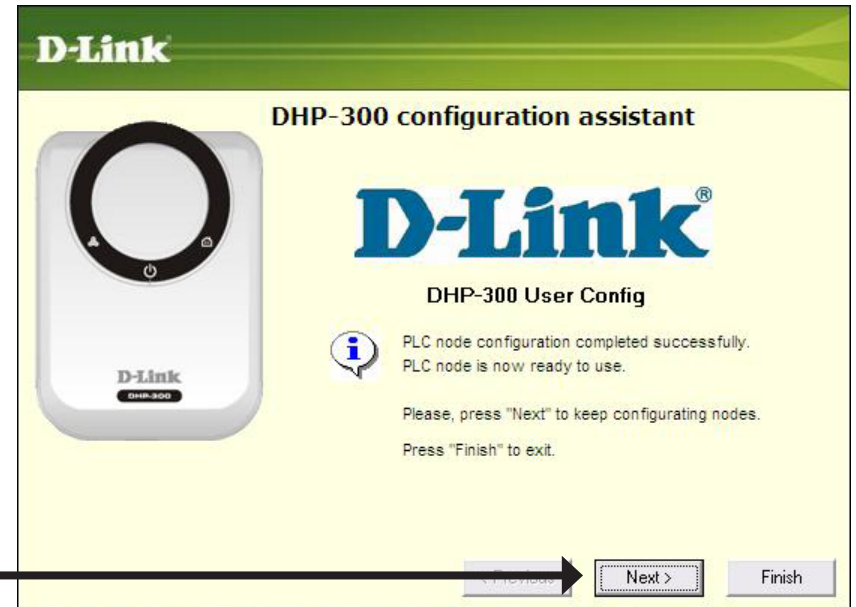 D-Link
DHP-300 configuration assistant
D-Link®
DHP-300 User Config
PLC node configuration completed successfully.
PLC node is now ready to use.
Please, press "Next" to keep configurating nodes.
Press "Finish" to exit.
D-Link
DHP-300
Next >
Finish